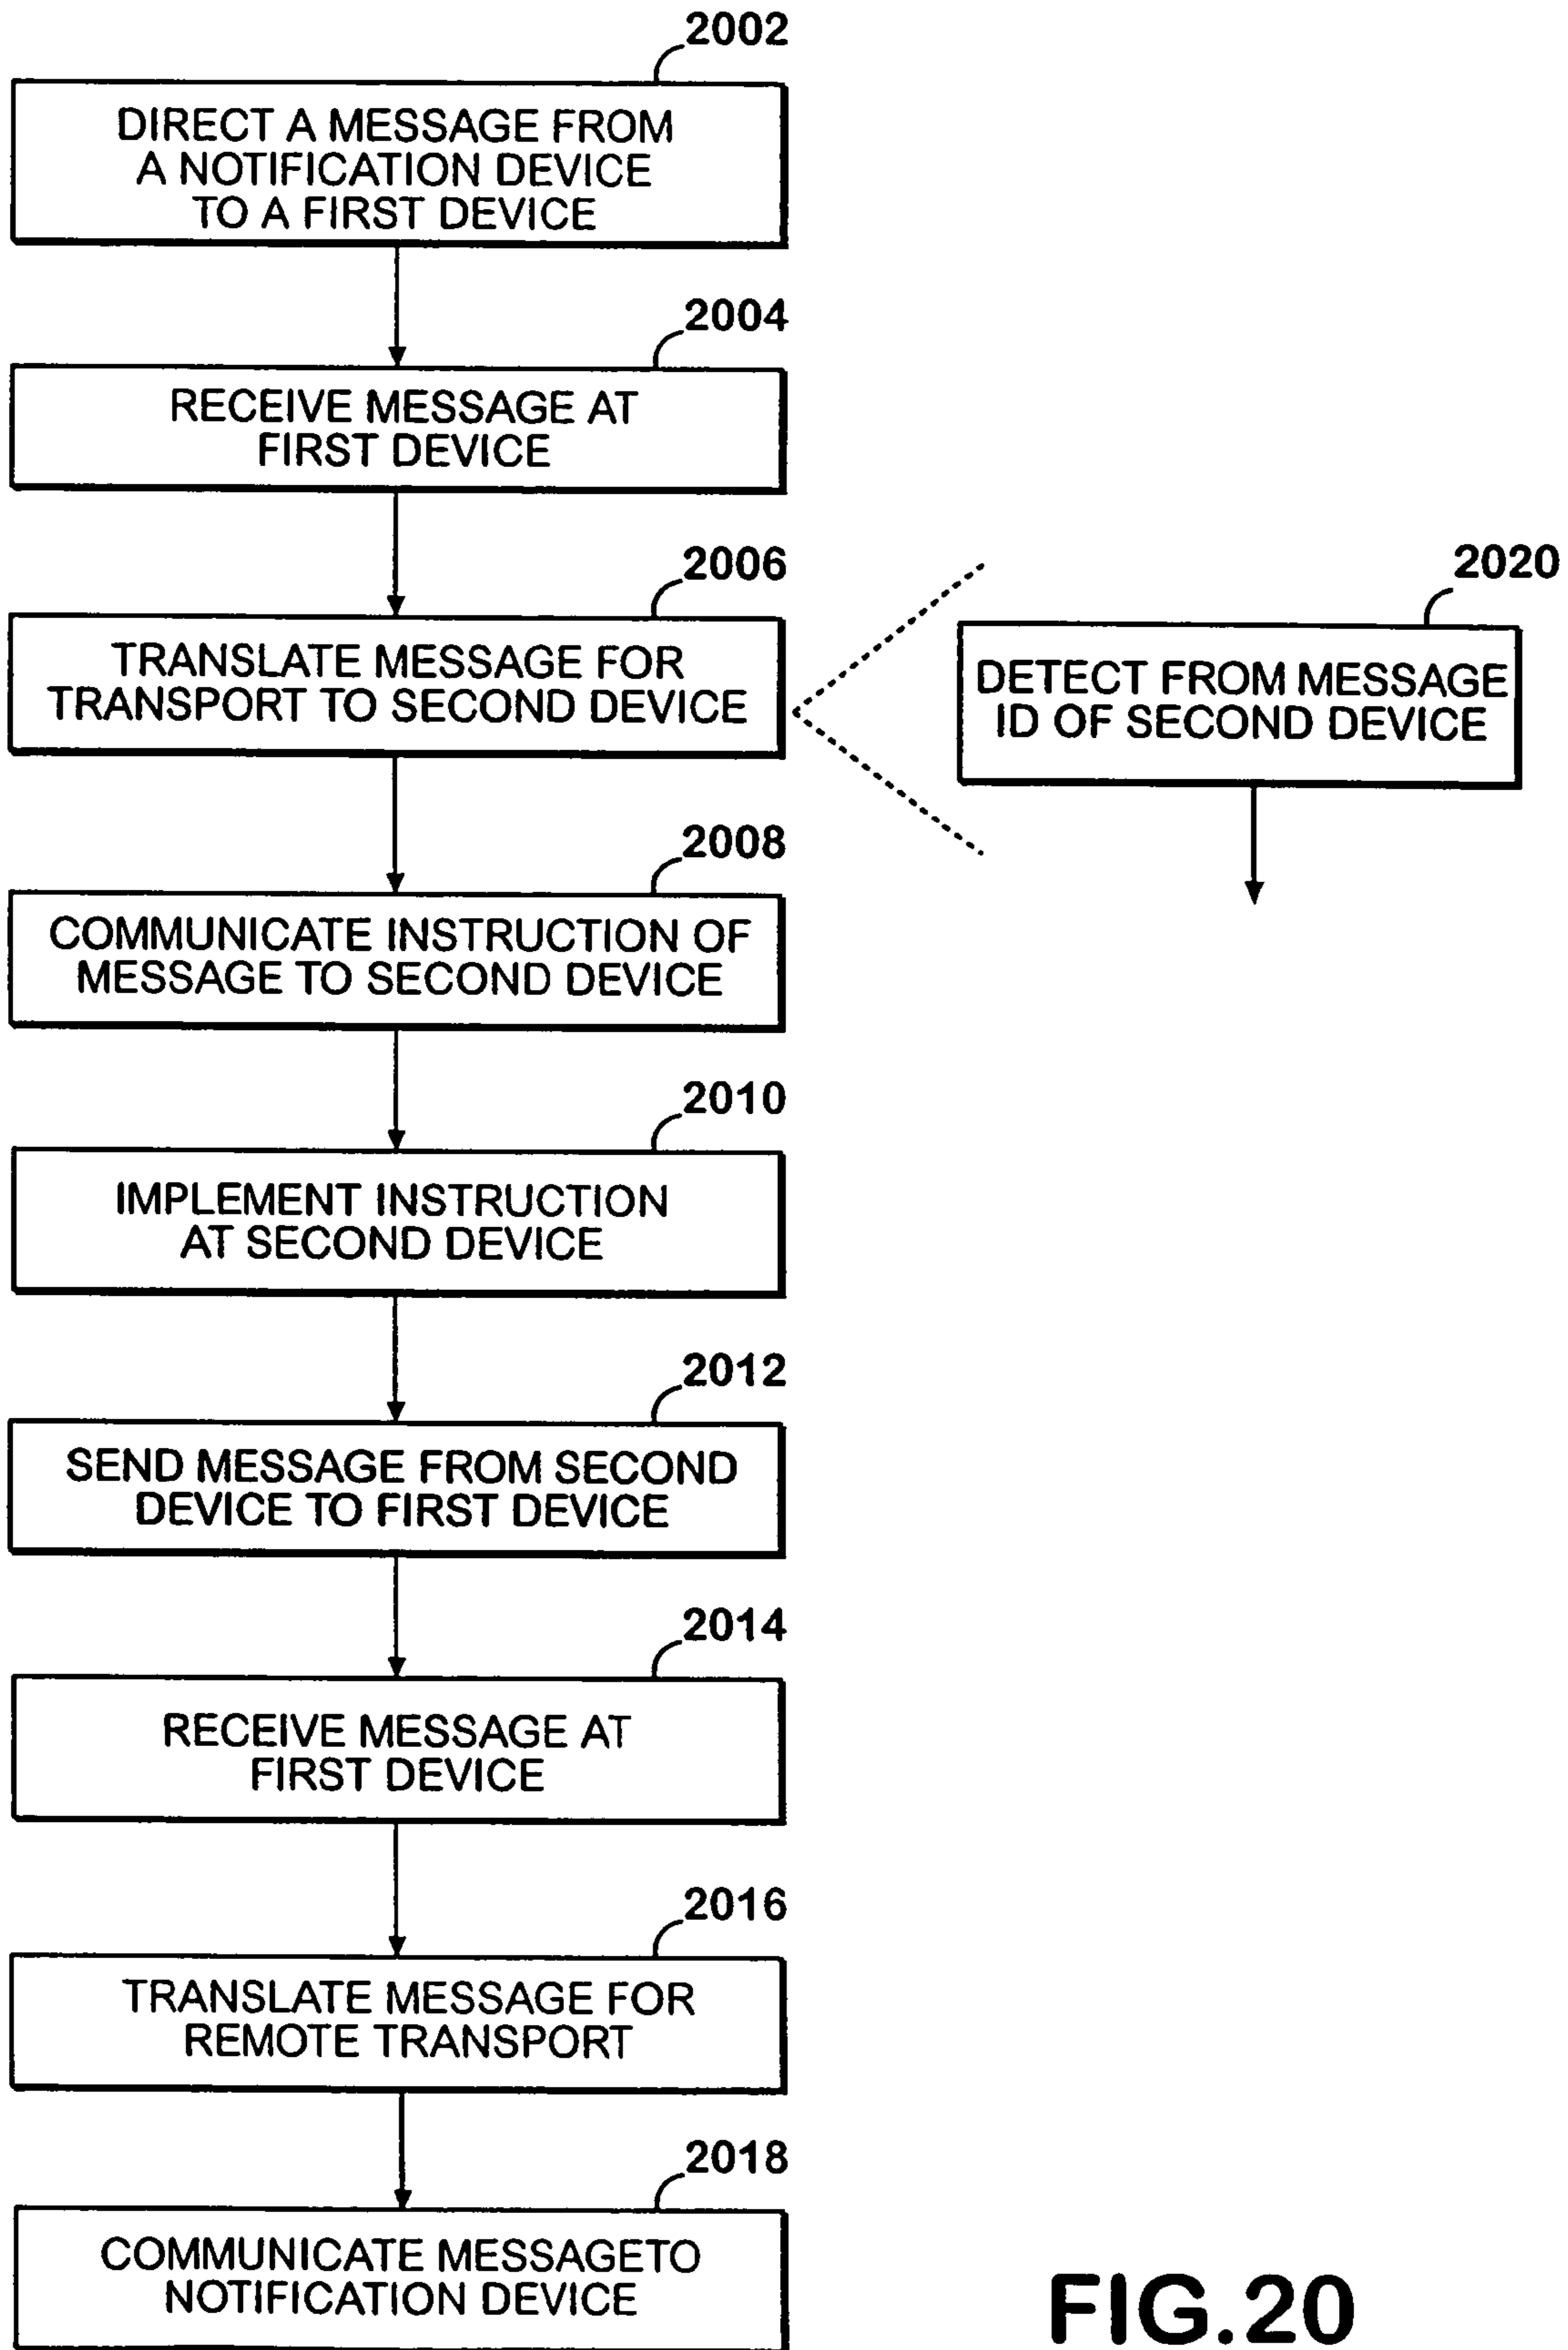 2002
DIRECT A MESSAGE FROM
A NOTIFICATION DEVICE
TO A FIRST DEVICE
2004
RECEIVE MESSAGE AT
FIRST DEVICE
2006
TRANSLATE MESSAGE FOR
TRANSPORT TO SECOND DEVICE
2020
DETECT FROM MESSAGE
ID OF SECOND DEVICE
2008
COMMUNICATE INSTRUCTION OF
MESSAGE TO SECOND DEVICE
2010
IMPLEMENT INSTRUCTION
AT SECOND DEVICE
2012
SEND MESSAGE FROM SECOND
DEVICE TO FIRST DEVICE
2014
RECEIVE MESSAGE AT
FIRST DEVICE
2016
TRANSLATE MESSAGE FOR
REMOTE TRANSPORT
2018
COMMUNICATE MESSAGETO
NOTIFICATION DEVICE
FIG.20